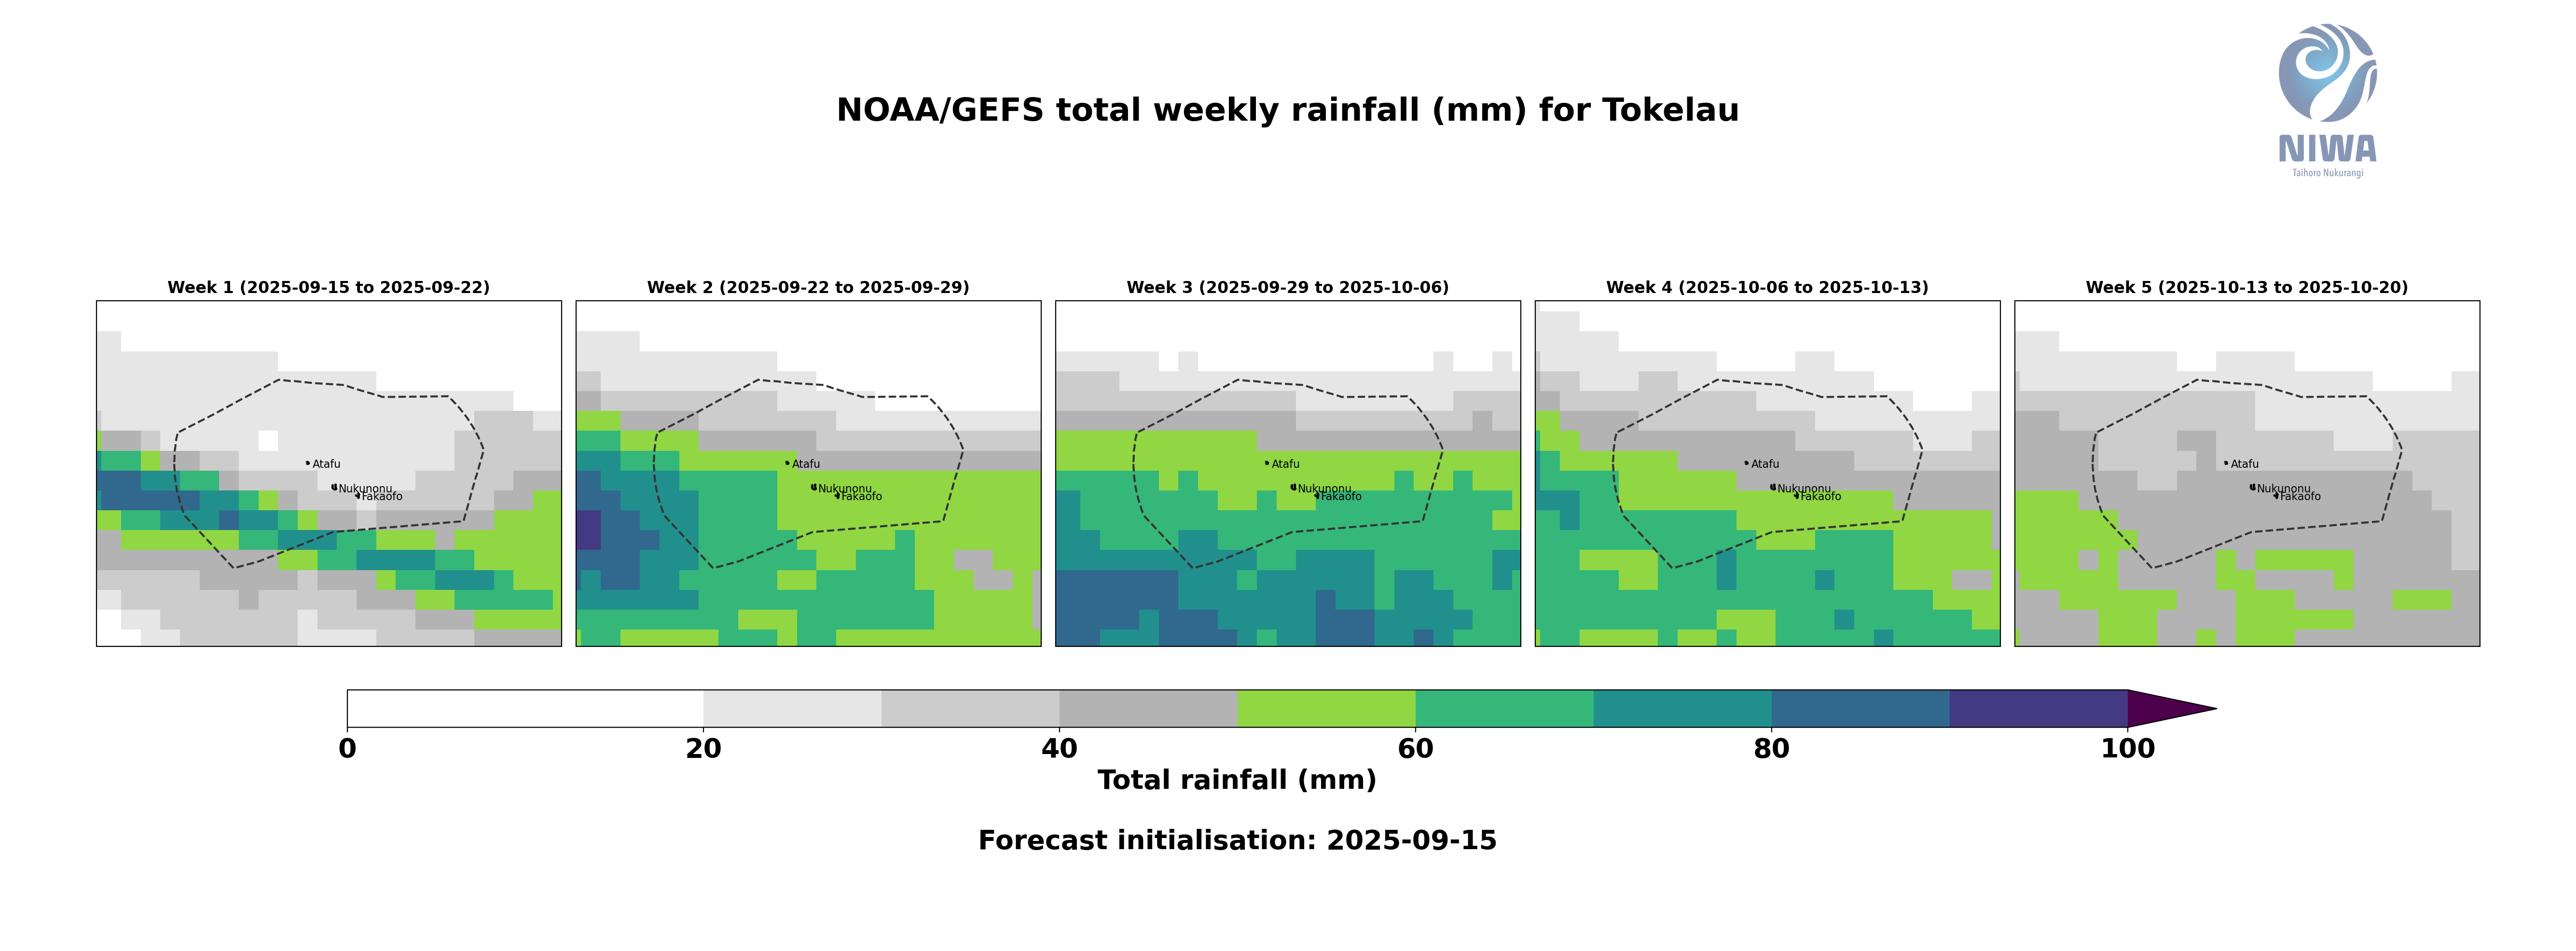 NOAA/GEFS total weekly rainfall (mm) for Tokelau
NIWA
Taihoro Nukurangi
Week 1 (2025-09-15 to 2025-09-22)
Week 2 (2025-09-22 to 2025-09-29)
Week 3 (2025-09-29 to 2025-10-06)
Week 4 (2025-10-06 to 2025-10-13)
Week 5 (2025-10-13 to 2025-10-20)
Atafu
Nukunonu
Fakaofo
Atafu
Nukunonu
Fakaofo
Atafu
Nukunonu
Fakaofo
Atafu
Nukunonu
Fakaofo
Atafu
Nukunonu
Fakaofo
0 20 40 60 80 100
Total rainfall (mm)
Forecast initialisation: 2025-09-15